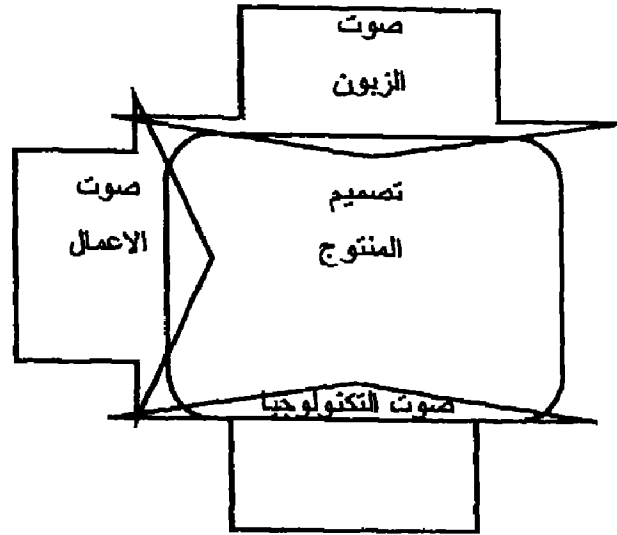 صوت
الزبون
صوت
الاعمال
تصميم
المنتوج
صوت التكنولوجيا